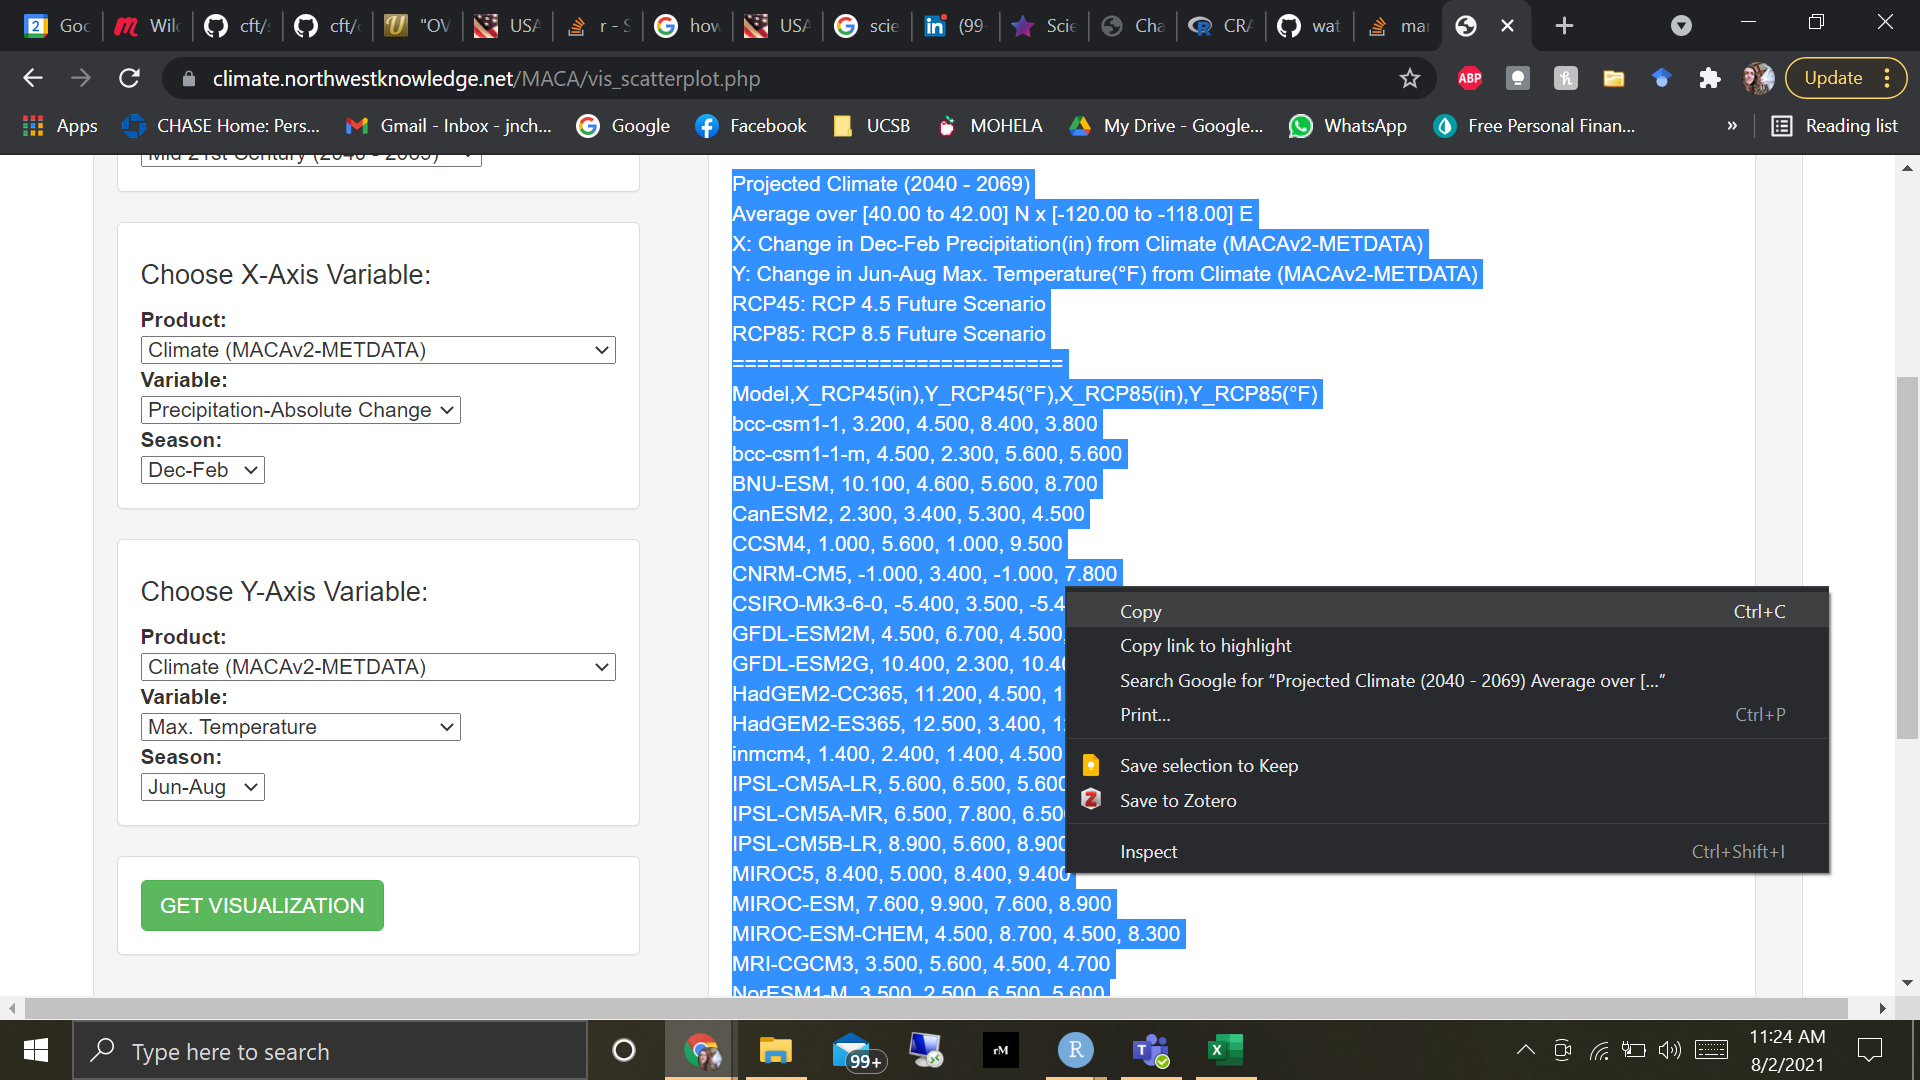 Goc
Wilc
cft/
cft/
"OV
USA
r - S
how
USA
scie
(99
Scie
Cha
CRA
wat
mar
climate.northwestknowledge.net/MACA/vis_scatterplot.php
ABP
Update
Apps
CHASE Home: Pers...
Gmail - Inbox - jnch...
Google
Facebook
UCSB
MOHELA
My Drive - Google...
WhatsApp
Free Personal Finan...
»
Reading list
Mid 21st Century (2040 - 2069)
Choose X-Axis Variable:
Product:
Climate (MACAv2-METDATA)
Variable:
Precipitation-Absolute Change
Season:
Dec-Feb
Choose Y-Axis Variable:
Product:
Climate (MACAv2-METDATA)
Variable:
Max. Temperature
Season:
Jun-Aug
GET VISUALIZATION
Projected Climate (2040 - 2069)
Average over [40.00 to 42.00] N x [-120.00 to -118.00] E
X: Change in Dec-Feb Precipitation(in) from Climate (MACAv2-METDATA)
Y: Change in Jun-Aug Max. Temperature(°F) from Climate (MACAv2-METDATA)
RCP45: RCP 4.5 Future Scenario
RCP85: RCP 8.5 Future Scenario
===========================
Model,X_RCP45(in),Y_RCP45(°F),X_RCP85(in),Y_RCP85(°F)
bcc-csm1-1, 3.200, 4.500, 8.400, 3.800
bcc-csm1-1-m, 4.500, 2.300, 5.600, 5.600
BNU-ESM, 10.100, 4.600, 5.600, 8.700
CanESM2, 2.300, 3.400, 5.300, 4.500
CCSM4, 1.000, 5.600, 1.000, 9.500
CNRM-CM5, -1.000, 3.400, -1.000, 7.800
CSIRO-Mk3-6-0, -5.400, 3.500, -5.4
GFDL-ESM2M, 4.500, 6.700, 4.500,
GFDL-ESM2G, 10.400, 2.300, 10.40
HadGEM2-CC365, 11.200, 4.500, 1
HadGEM2-ES365, 12.500, 3.400, 1
inmcm4, 1.400, 2.400, 1.400, 4.500
IPSL-CM5A-LR, 5.600, 6.500, 5.600
IPSL-CM5A-MR, 6.500, 7.800, 6.500
IPSL-CM5B-LR, 8.900, 5.600, 8.900
MIROC5, 8.400, 5.000, 8.400, 9.400
MIROC-ESM, 7.600, 9.900, 7.600, 8.900
MIROC-ESM-CHEM, 4.500, 8.700, 4.500, 8.300
MRI-CGCM3, 3.500, 5.600, 4.500, 4.700
NorESM1-M, 3.500, 2.500, 6.500, 5.600
Copy Ctrl+C
Copy link to highlight
Search Google for “Projected Climate (2040 - 2069) Average over [...”
Print... Ctrl+P
Save selection to Keep
Save to Zotero
Inspect Ctrl+Shift+I
Type here to search
99+
rM
R
11:24 AM
8/2/2021